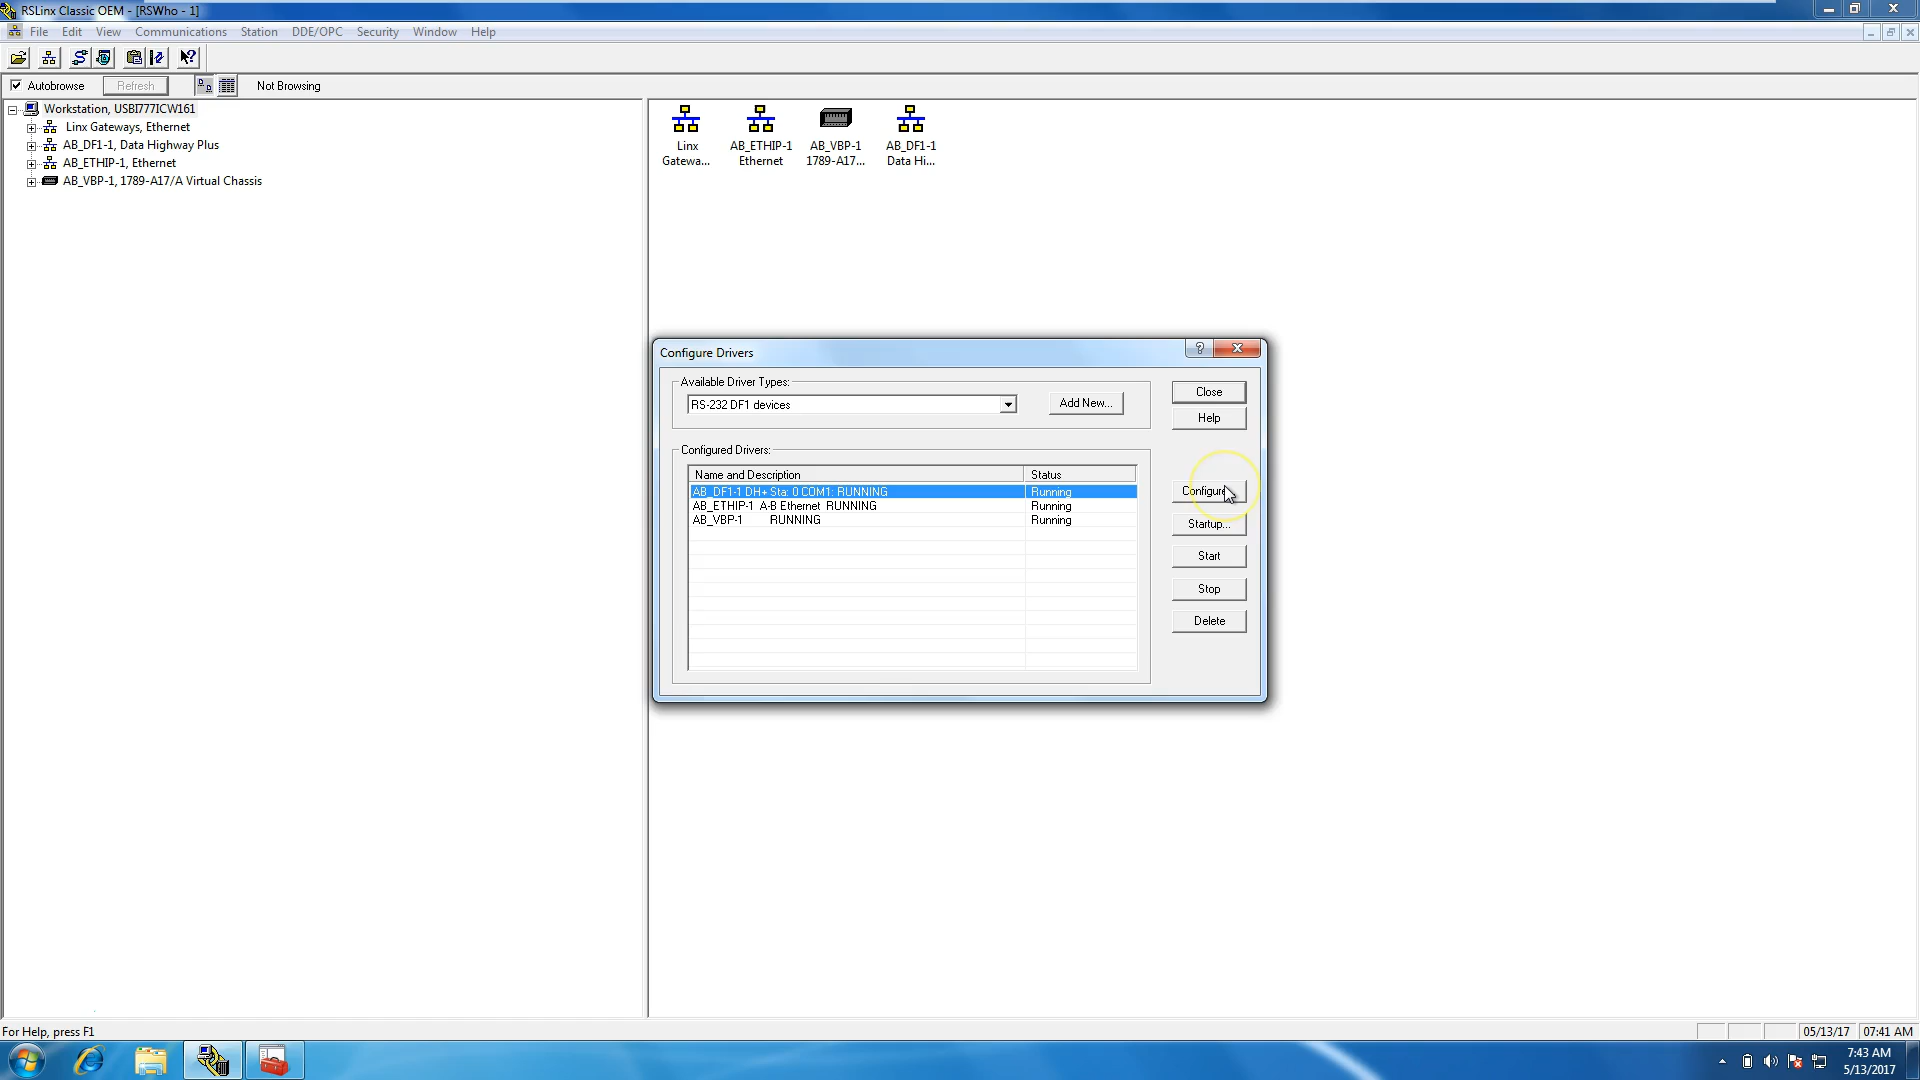 RSLinx Classic OEM - [RSWho - 1]
File Edit View Communications Station DDE/OPC Security Window Help
Autobrowse Refresh Not Browsing
Workstation, USBI777ICW161
Linx Gateways, Ethernet
AB_DF1-1, Data Highway Plus
AB_ETHIP-1, Ethernet
AB_VBP-1, 1789-A17/A Virtual Chassis
Linx Gatewa...
AB_ETHIP-1 Ethernet
AB_VBP-1 1789-A17...
AB_DF1-1 Data Hi...
Configure Drivers
Available Driver Types:
RS-232 DF1 devices Add New... Close
Help
Configured Drivers:
Name and Description Status
AB_DF1-1 DH+ Sta: 0 COM1: RUNNING Running Configure
AB_ETHIP-1 A-B Ethernet RUNNING Running
AB_VBP-1 RUNNING Running
Startup...
Start
Stop
Delete
For Help, press F1 05/13/17 07:41 AM
7:43 AM
5/13/2017